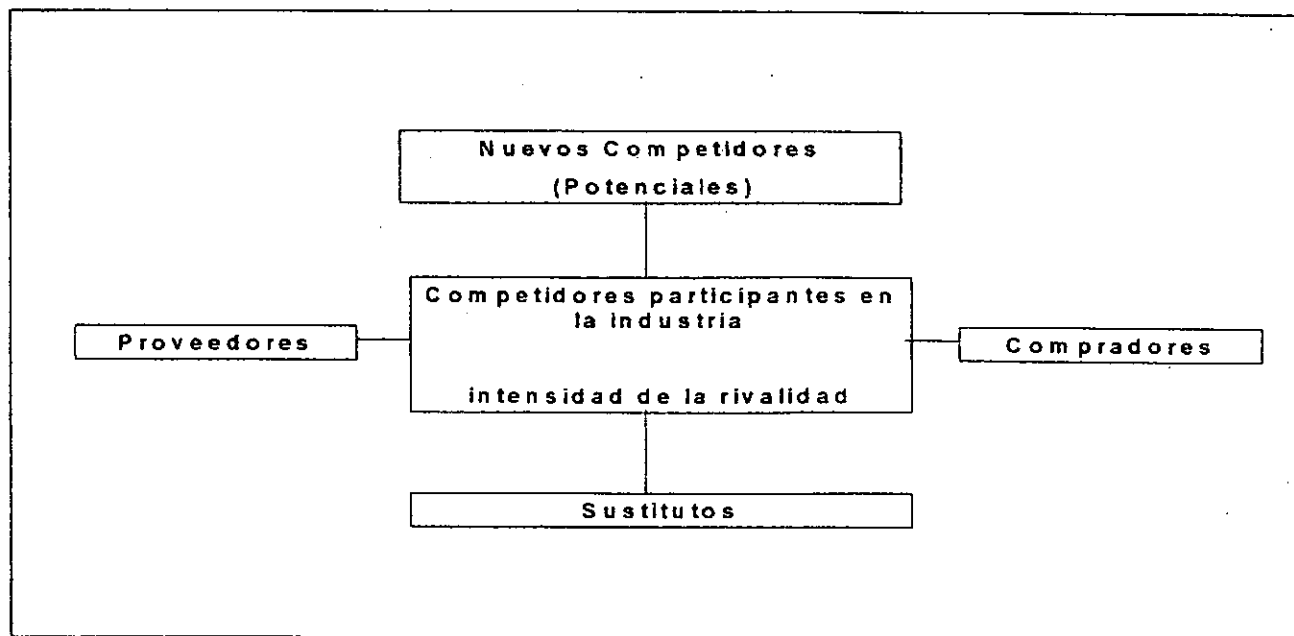 Nuevos Competidores
(Potenciales)
Competidores participantes en
la industria
Proveedores
Compradores
intensidad de la rivalidad
Sustitutos